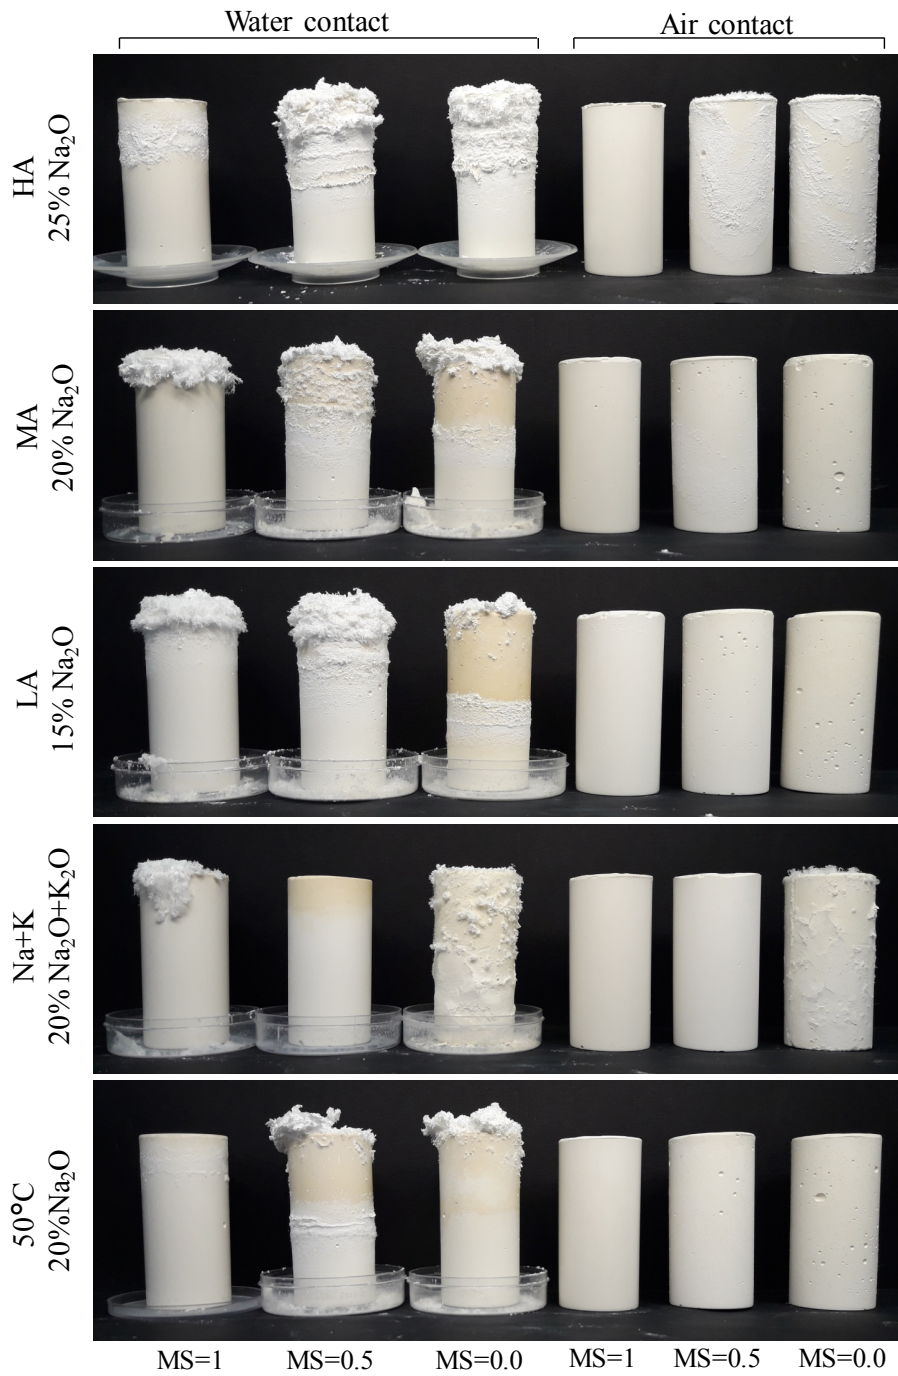 Water contact
Air contact
HA
25% Na₂O
MA
20% Na₂O
LA
15% Na₂O
Na+K
20% Na₂O+K₂O
50°C
20%Na₂O
MS=1
MS=0.5
MS=0.0
MS=1
MS=0.5
MS=0.0